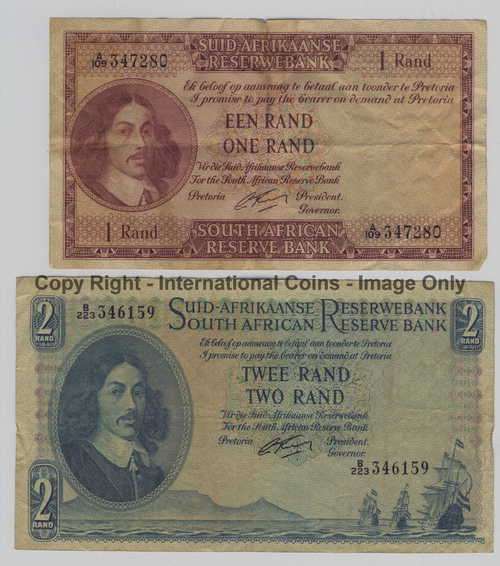 SUID-AFRIKAANSE
RESERWEBANK
A/109 347280
1 Rand
Ek beloof op aanvraag te betaal aan toonder te Pretoria
I promise to pay the bearer on demand at Pretoria
EEN RAND
ONE RAND
Vir die Suid-Afrikaanse Reserwebank
For the South African Reserve Bank
Pretoria President.
Governor.
1 Rand
SOUTH AFRICAN
RESERVE BANK
A/109 347280
Copy Right - International Coins - Image Only
2
RAND
B/223 346159
SUID-AFRIKAANSE RESERWEBANK
SOUTH AFRICAN RESERVE BANK
2
RAND
Ek beloof op aanvraag te betaal aan toonder te Pretoria
I promise to pay the bearer on demand at Pretoria
TWEE RAND
TWO RAND
Vir die Suid-Afrikaanse Reserwebank
For the South African Reserve Bank
Pretoria President.
Governor.
B/223 346159
2
RAND